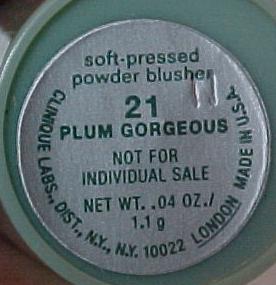 soft-pressed
powder blusher
21
PLUM GORGEOUS
NOT FOR
INDIVIDUAL SALE
NET WT. .04 OZ./
1.1 g
CLINIQUE LABS., DIST., N.Y., N.Y. 10022 LONDON MADE IN U.S.A.